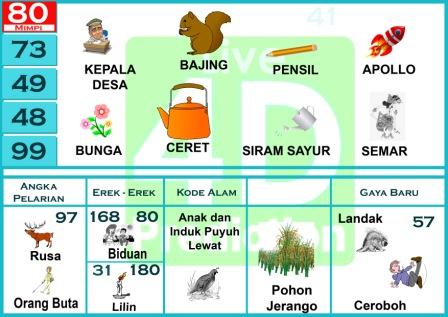 80
MIMPI
41
73
49
48
99
KEPALA
DESA
BAJING
PENSIL
APOLLO
BUNGA
CERET
SIRAM SAYUR
SEMAR
Live
4D
Prediction
ANGKA
PELARIAN
EREK - EREK
KODE ALAM
GAYA BARU
97
Rusa
Orang Buta
168 80
Biduan
31 180
Lilin
Anak dan
Induk Puyuh
Lewat
Pohon
Jerango
Landak
57
Ceroboh